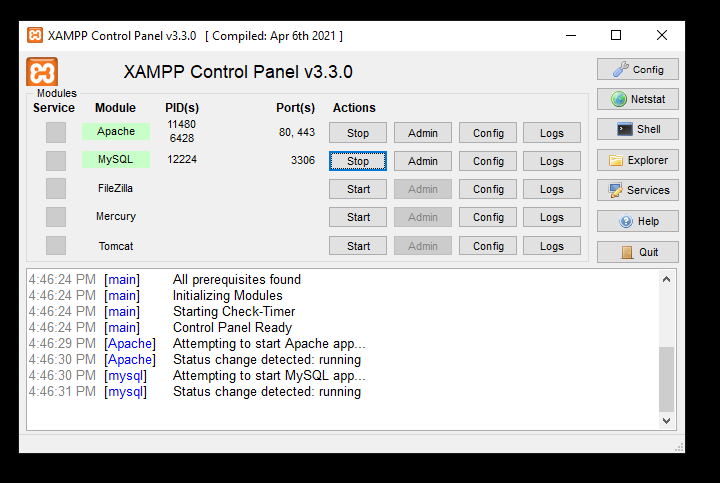 XAMPP Control Panel v3.3.0 [ Compiled: Apr 6th 2021 ]
XAMPP Control Panel v3.3.0
Config
Modules
Service Module PID(s) Port(s) Actions
Netstat
Apache 11480 6428 80, 443 Stop Admin Config Logs
Shell
MySQL 12224 3306 Stop Admin Config Logs
Explorer
FileZilla Start Admin Config Logs
Services
Mercury Start Admin Config Logs
Help
Tomcat Start Admin Config Logs
Quit
4:46:24 PM [main] All prerequisites found
4:46:24 PM [main] Initializing Modules
4:46:24 PM [main] Starting Check-Timer
4:46:24 PM [main] Control Panel Ready
4:46:29 PM [Apache] Attempting to start Apache app...
4:46:30 PM [Apache] Status change detected: running
4:46:30 PM [mysql] Attempting to start MySQL app...
4:46:31 PM [mysql] Status change detected: running